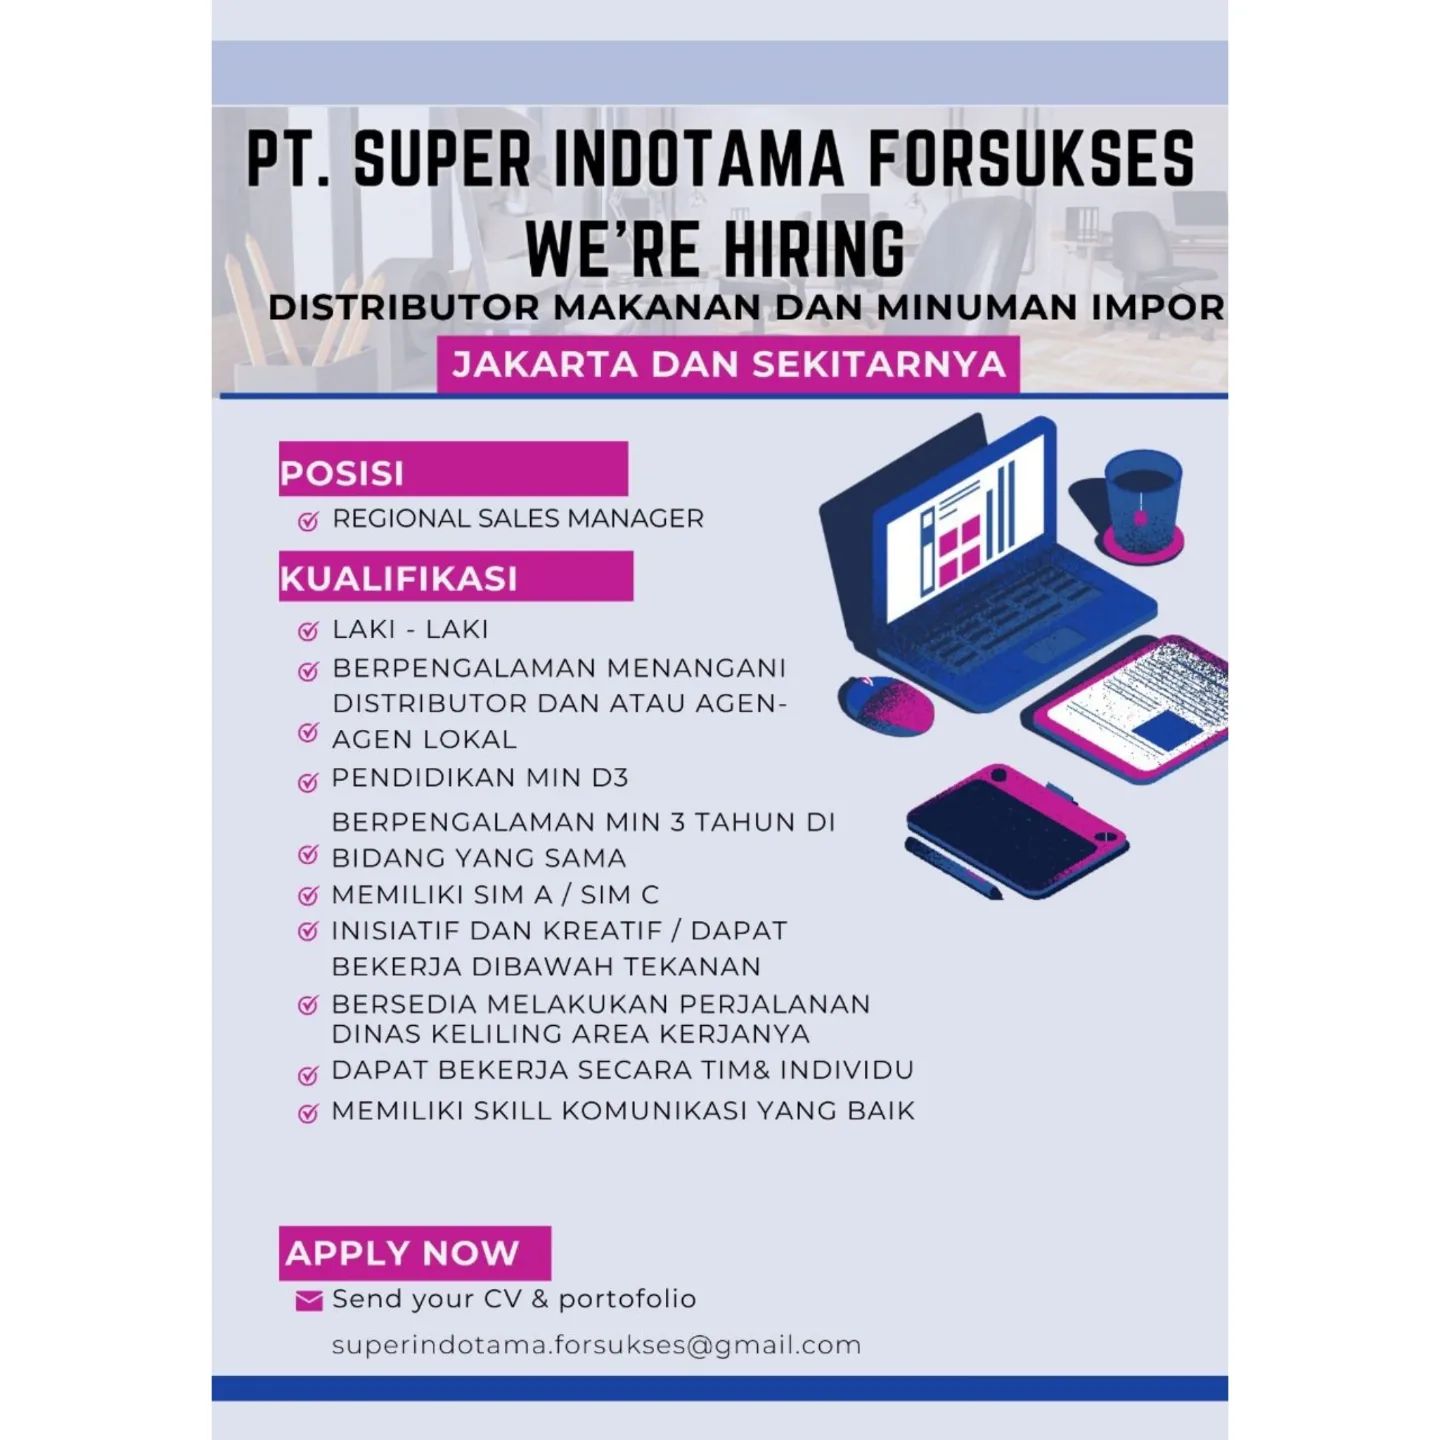 PT. SUPER INDOTAMA FORSUKSES
WE'RE HIRING
DISTRIBUTOR MAKANAN DAN MINUMAN IMPOR
JAKARTA DAN SEKITARNYA
POSISI
REGIONAL SALES MANAGER
KUALIFIKASI
LAKI - LAKI
BERPENGALAMAN MENANGANI
DISTRIBUTOR DAN ATAU AGEN-
AGEN LOKAL
PENDIDIKAN MIN D3
BERPENGALAMAN MIN 3 TAHUN DI
BIDANG YANG SAMA
MEMILIKI SIM A / SIM C
INISIATIF DAN KREATIF / DAPAT
BEKERJA DIBAWAH TEKANAN
BERSEDIA MELAKUKAN PERJALANAN
DINAS KELILING AREA KERJANYA
DAPAT BEKERJA SECARA TIM& INDIVIDU
MEMILIKI SKILL KOMUNIKASI YANG BAIK
APPLY NOW
Send your CV & portofolio
superindotama.forsukses@gmail.com